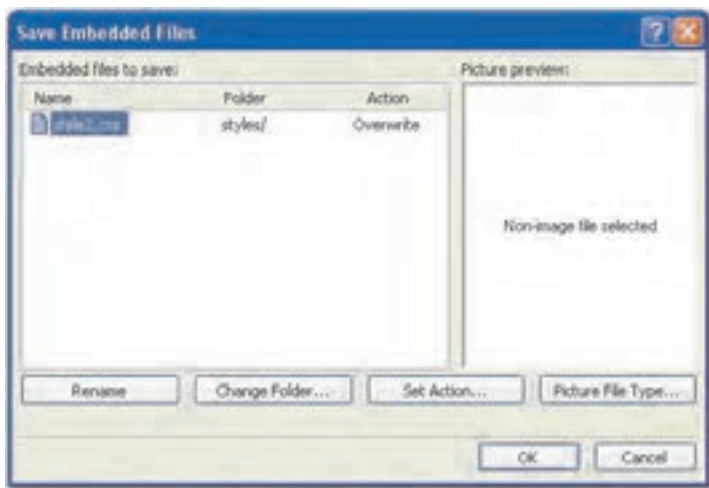 Save Embedded Files
Embedded files to save:
Picture preview:
Name Folder Action
styles/ Overwrite
Non-image file selected
Rename Change Folder... Set Action... Picture File Type...
OK Cancel